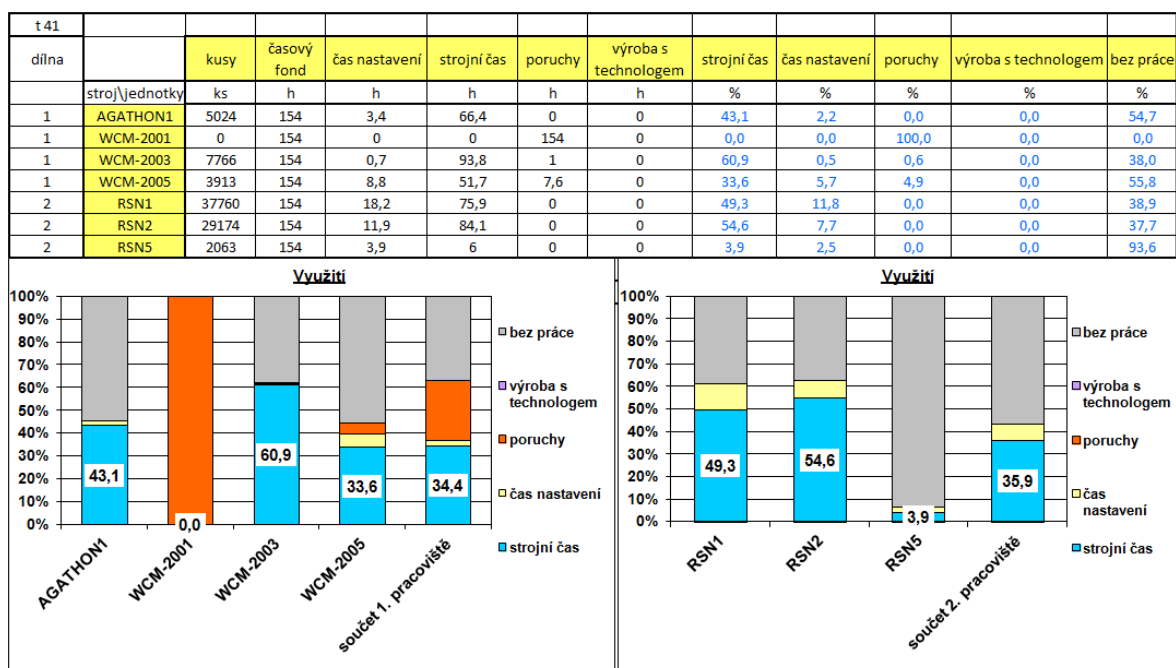 t 41
dílna kusy časový fond čas nastavení strojní čas poruchy výroba s technologem strojní čas čas nastavení poruchy výroba s technologem bez práce
stroj\jednotky ks h h h h h % % % % %
1 AGATHON1 5024 154 3,4 66,4 0 0 43,1 2,2 0,0 0,0 54,7
1 WCM-2001 0 154 0 0 154 0 0,0 0,0 100,0 0,0 0,0
1 WCM-2003 7766 154 0,7 93,8 1 0 60,9 0,5 0,6 0,0 38,0
1 WCM-2005 3913 154 8,8 51,7 7,6 0 33,6 5,7 4,9 0,0 55,8
2 RSN1 37760 154 18,2 75,9 0 0 49,3 11,8 0,0 0,0 38,9
2 RSN2 29174 154 11,9 84,1 0 0 54,6 7,7 0,0 0,0 37,7
2 RSN5 2063 154 3,9 6 0 0 3,9 2,5 0,0 0,0 93,6
Využití
100%
90%
80%
70%
60%
50%
40%
30%
20%
10%
0%
43,1
0,0
60,9
33,6
34,4
AGATHON1
WCM-2001
WCM-2003
WCM-2005
součet 1. pracoviště
bez práce
výroba s
technologem
poruchy
čas nastavení
strojní čas
Využití
100%
90%
80%
70%
60%
50%
40%
30%
20%
10%
0%
49,3
54,6
3,9
35,9
RSN1
RSN2
RSN5
součet 2. pracoviště
bez práce
výroba s
technologem
poruchy
čas
nastavení
strojní čas